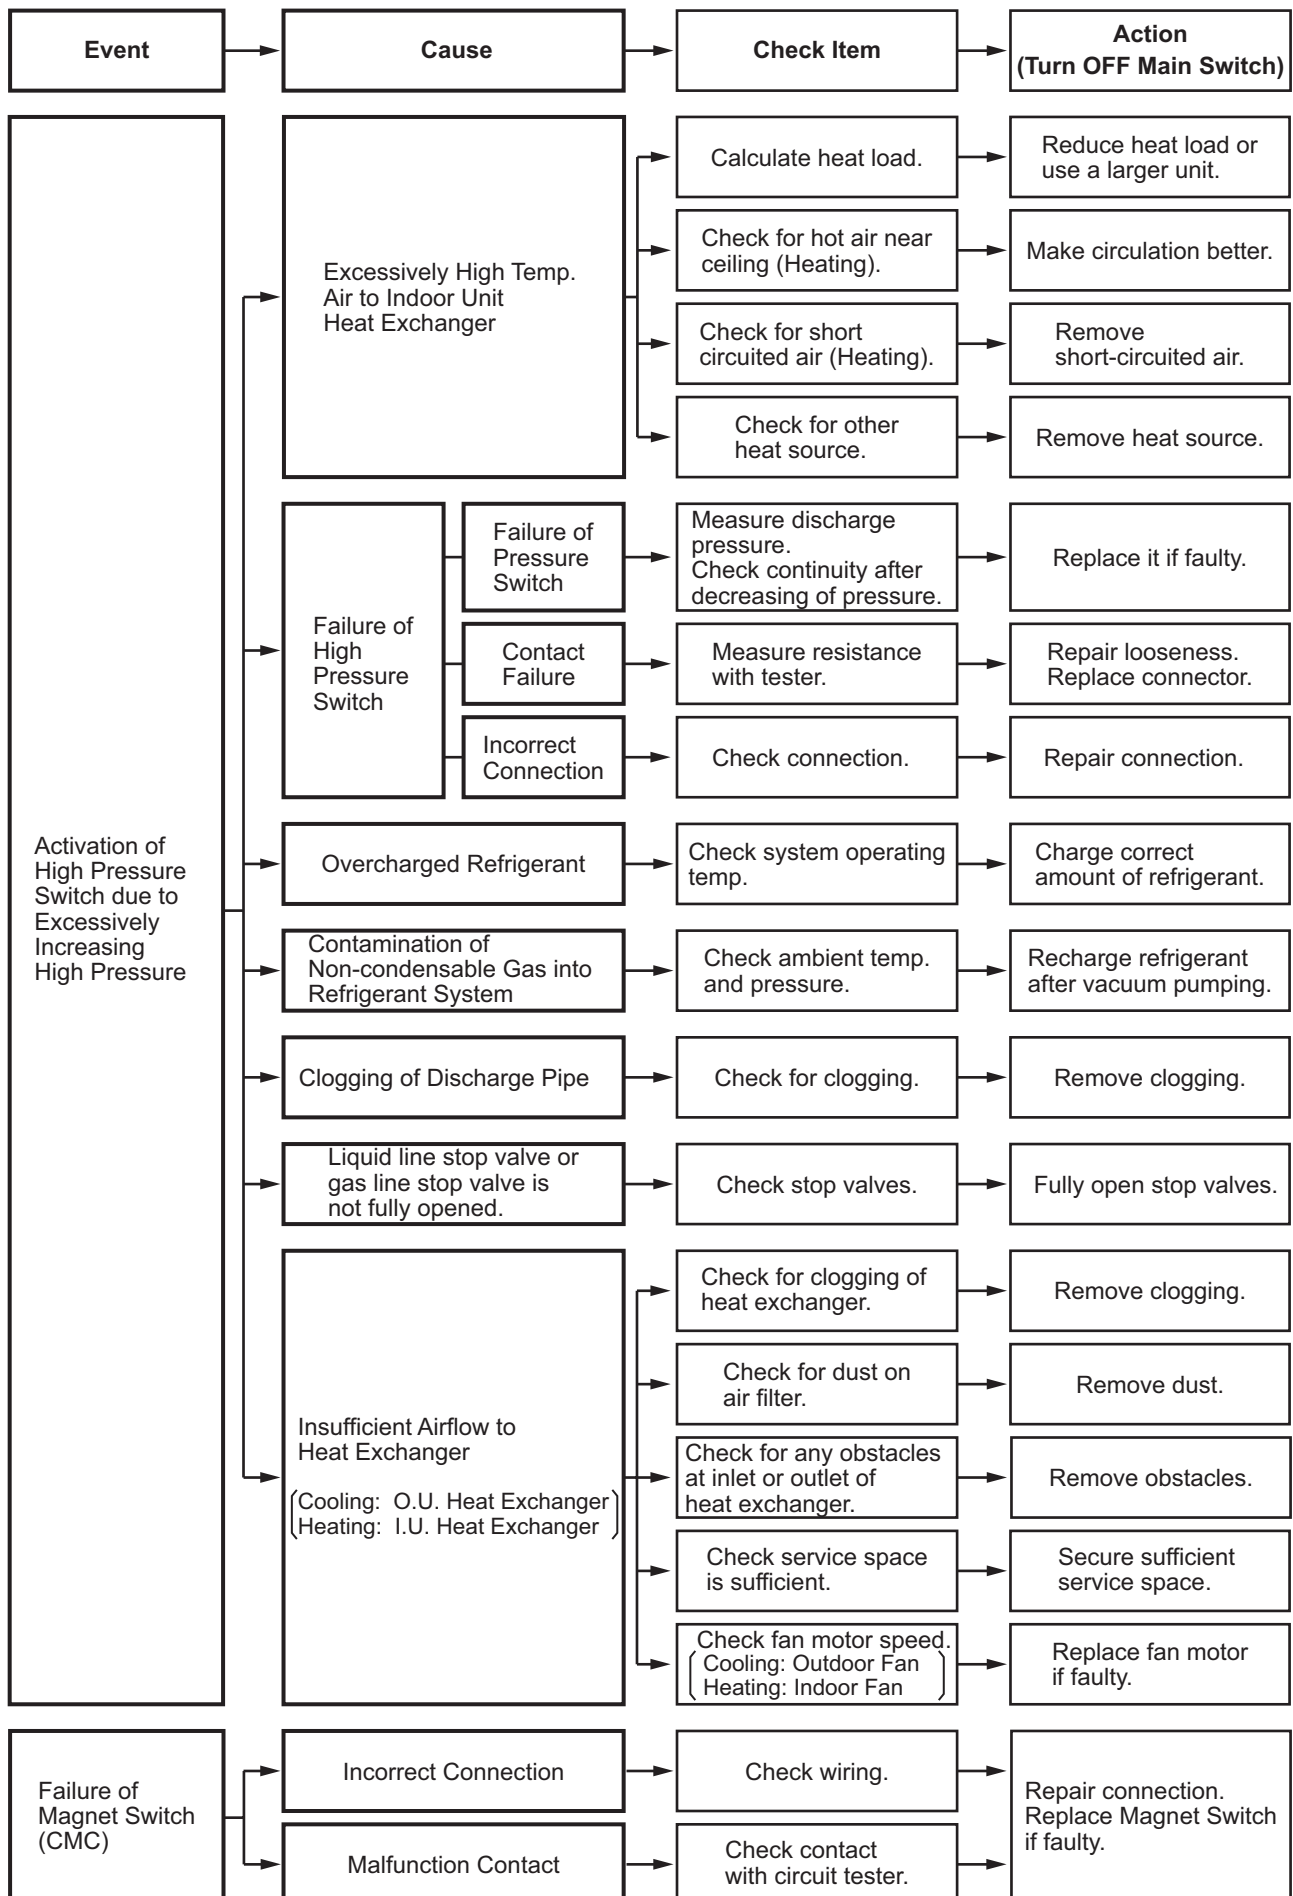 Event
Cause
Check Item
Action
(Turn OFF Main Switch)
Activation of
High Pressure
Switch due to
Excessively
Increasing
High Pressure
Excessively High Temp.
Air to Indoor Unit
Heat Exchanger
Calculate heat load.
Reduce heat load or
use a larger unit.
Check for hot air near
ceiling (Heating).
Make circulation better.
Check for short
circuited air (Heating).
Remove
short-circuited air.
Check for other
heat source.
Remove heat source.
Failure of
High
Pressure
Switch
Failure of
Pressure
Switch
Measure discharge
pressure.
Check continuity after
decreasing of pressure.
Replace it if faulty.
Contact
Failure
Measure resistance
with tester.
Repair looseness.
Replace connector.
Incorrect
Connection
Check connection.
Repair connection.
Overcharged Refrigerant
Check system operating
temp.
Charge correct
amount of refrigerant.
Contamination of
Non-condensable Gas into
Refrigerant System
Check ambient temp.
and pressure.
Recharge refrigerant
after vacuum pumping.
Clogging of Discharge Pipe
Check for clogging.
Remove clogging.
Liquid line stop valve or
gas line stop valve is
not fully opened.
Check stop valves.
Fully open stop valves.
Insufficient Airflow to
Heat Exchanger
(Cooling: O.U. Heat Exchanger
Heating: I.U. Heat Exchanger)
Check for clogging of
heat exchanger.
Remove clogging.
Check for dust on
air filter.
Remove dust.
Check for any obstacles
at inlet or outlet of
heat exchanger.
Remove obstacles.
Check service space
is sufficient.
Secure sufficient
service space.
Check fan motor speed.
(Cooling: Outdoor Fan
Heating: Indoor Fan)
Replace fan motor
if faulty.
Failure of
Magnet Switch
(CMC)
Incorrect Connection
Check wiring.
Repair connection.
Replace Magnet Switch
if faulty.
Malfunction Contact
Check contact
with circuit tester.